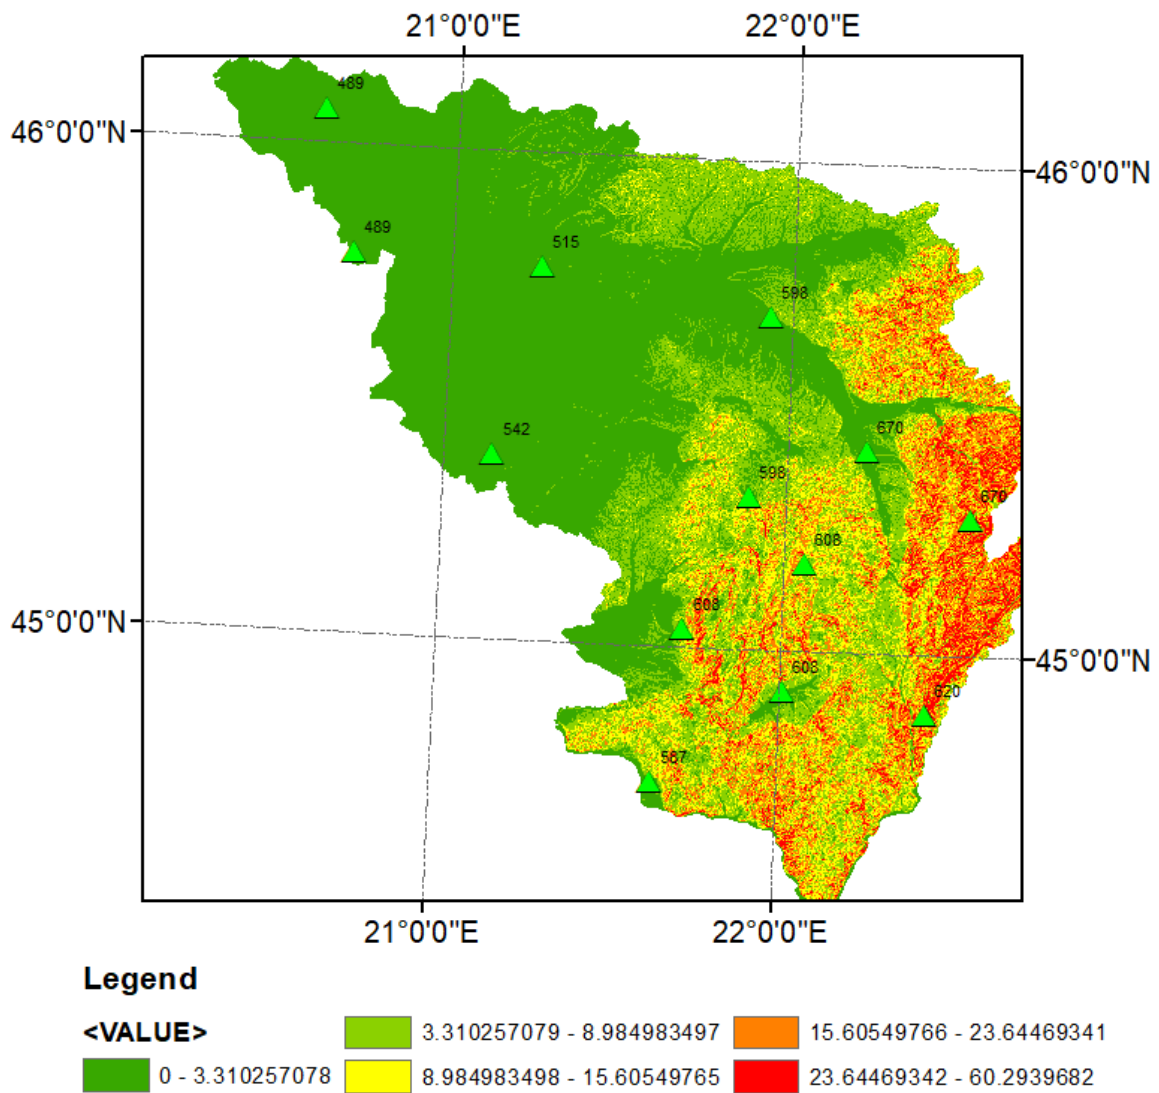 21°0'0"E 22°0'0"E
489
46°0'0"N
46°0'0"N
489
515
598
542
670
598
670
608
608
45°0'0"N
45°0'0"N
608
620
567
21°0'0"E 22°0'0"E
Legend
<VALUE>
0 - 3.310257078
3.310257079 - 8.984983497
8.984983498 - 15.60549765
15.60549766 - 23.64469341
23.64469342 - 60.2939682